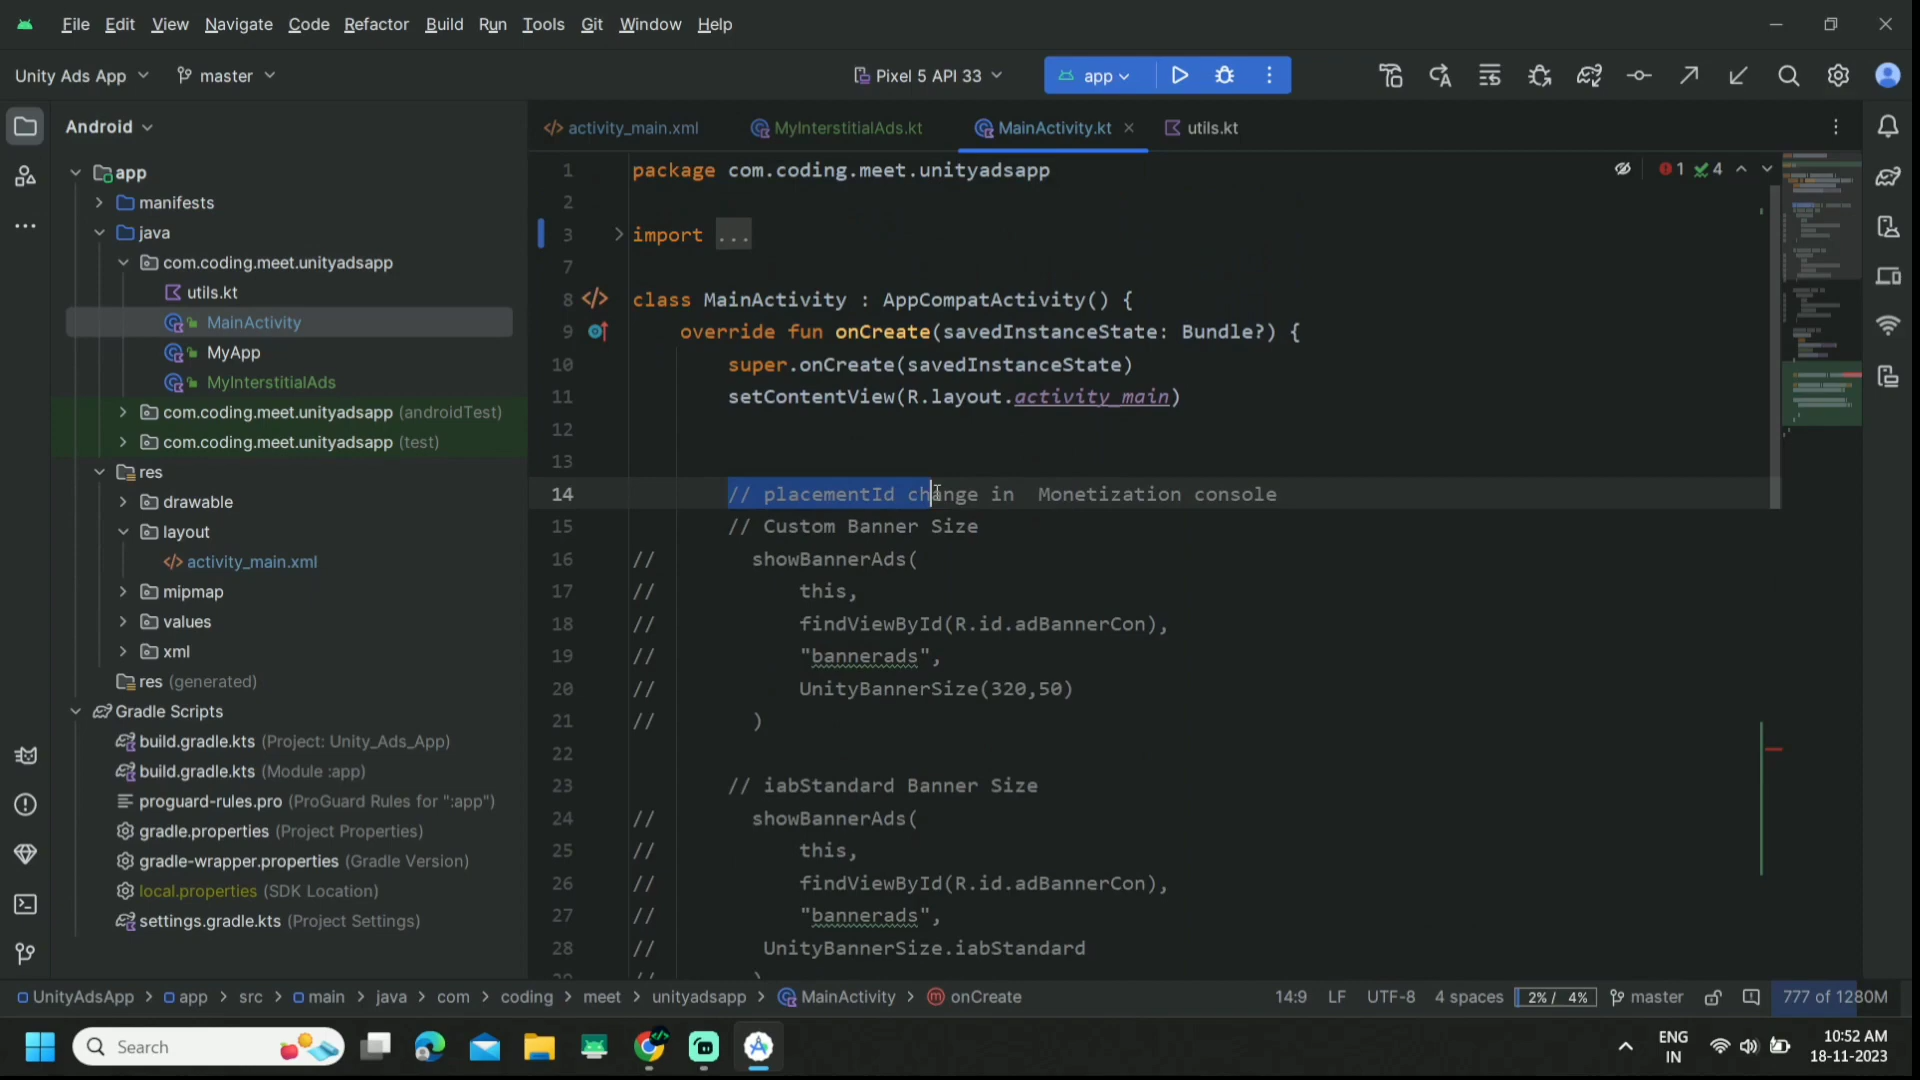 File Edit View Navigate Code Refactor Build Run Tools Git Window Help
Unity Ads App master Pixel 5 API 33 app
Android
app
manifests
java
com.coding.meet.unityadsapp
utils.kt
MainActivity
MyApp
MyInterstitialAds
com.coding.meet.unityadsapp (androidTest)
com.coding.meet.unityadsapp (test)
res
drawable
layout
activity_main.xml
mipmap
values
xml
res (generated)
Gradle Scripts
build.gradle.kts (Project: Unity_Ads_App)
build.gradle.kts (Module :app)
proguard-rules.pro (ProGuard Rules for ":app")
gradle.properties (Project Properties)
gradle-wrapper.properties (Gradle Version)
local.properties (SDK Location)
settings.gradle.kts (Project Settings)
activity_main.xml MyInterstitialAds.kt MainActivity.kt utils.kt
1 4
1 package com.coding.meet.unityadsapp
2
3 import ...
7
8 class MainActivity : AppCompatActivity() {
9 override fun onCreate(savedInstanceState: Bundle?) {
10 super.onCreate(savedInstanceState)
11 setContentView(R.layout.activity_main)
12
13
14 // placementId change in  Monetization console
15 // Custom Banner Size
16 // showBannerAds(
17 // this,
18 // findViewById(R.id.adBannerCon),
19 // "bannerads",
20 // UnityBannerSize(320,50)
21 // )
22
23 // iabStandard Banner Size
24 // showBannerAds(
25 // this,
26 // findViewById(R.id.adBannerCon),
27 // "bannerads",
28 // UnityBannerSize.iabStandard
29 // )
UnityAdsApp > app > src > main > java > com > coding > meet > unityadsapp > MainActivity > onCreate 14:9 LF UTF-8 4 spaces 2% / 4% master 777 of 1280M
Search ENG IN 10:52 AM 18-11-2023